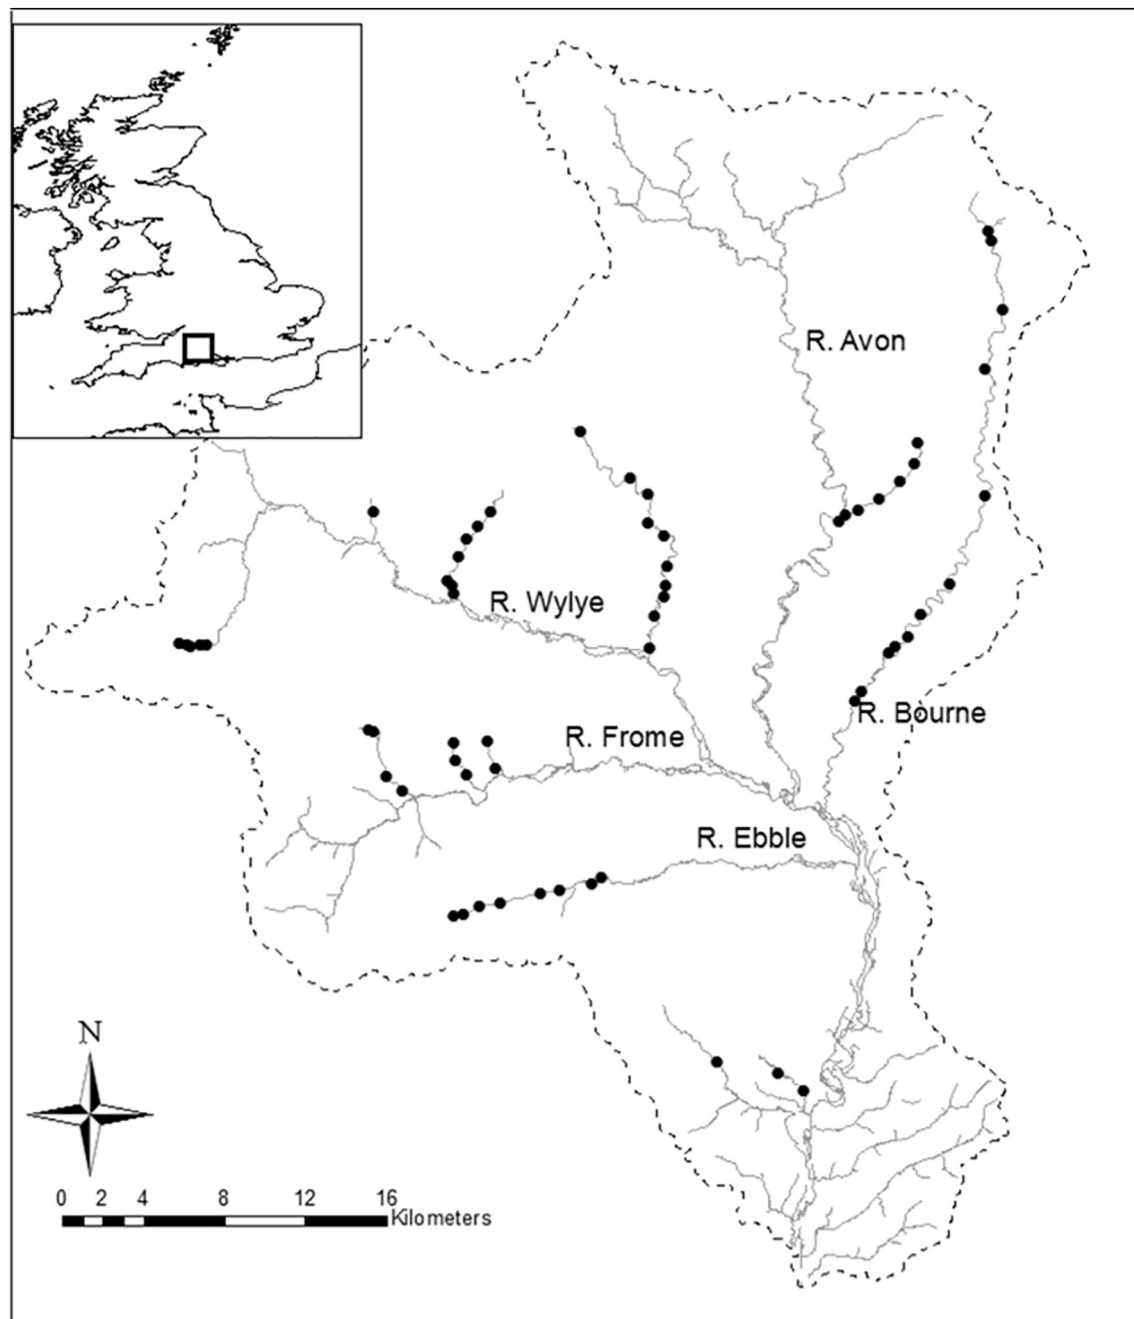 R. Avon
R. Wylye
R. Bourne
R. Frome
R. Ebble
N
0 2 4 8 12 16
Kilometers